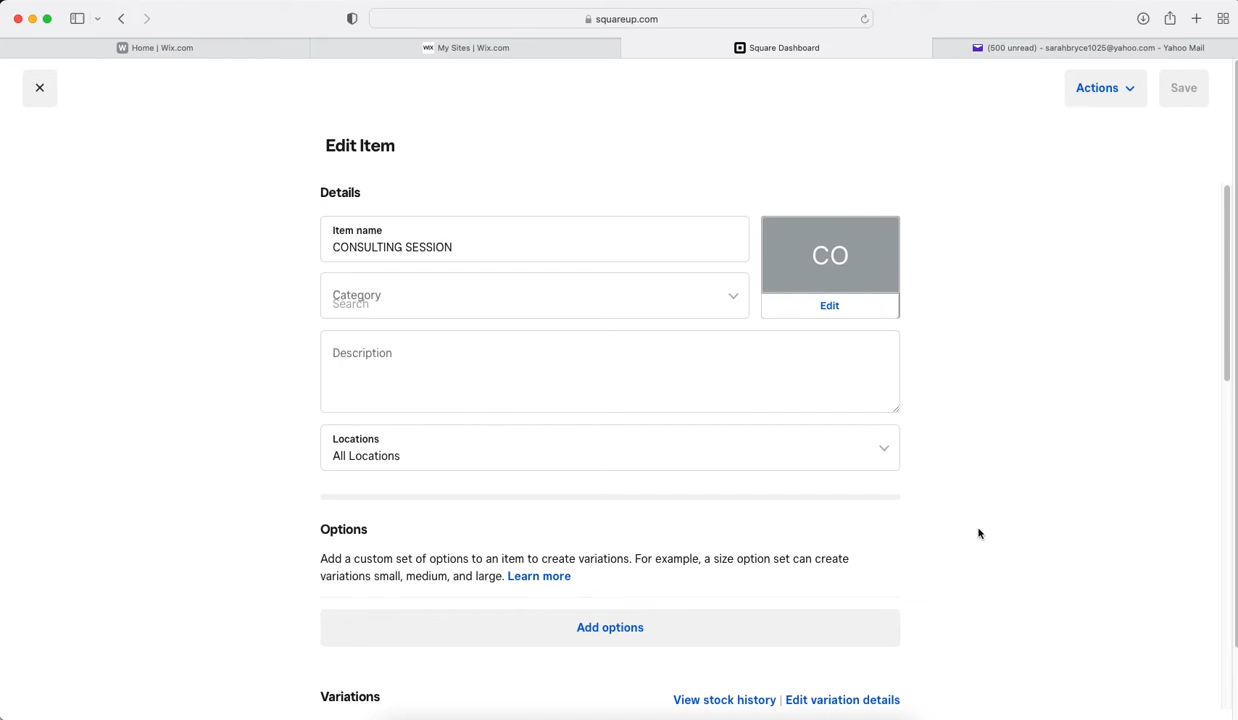 squareup.com
W Home | Wix.com
WIX My Sites | Wix.com
Square Dashboard
(500 unread) - sarahbryce1025@yahoo.com - Yahoo Mail
Actions
Save
Edit Item
Details
Item name
CONSULTING SESSION
CO
Category
Search
Edit
Description
Locations
All Locations
Options
Add a custom set of options to an item to create variations. For example, a size option set can create
variations small, medium, and large. Learn more
Add options
Variations
View stock history | Edit variation details